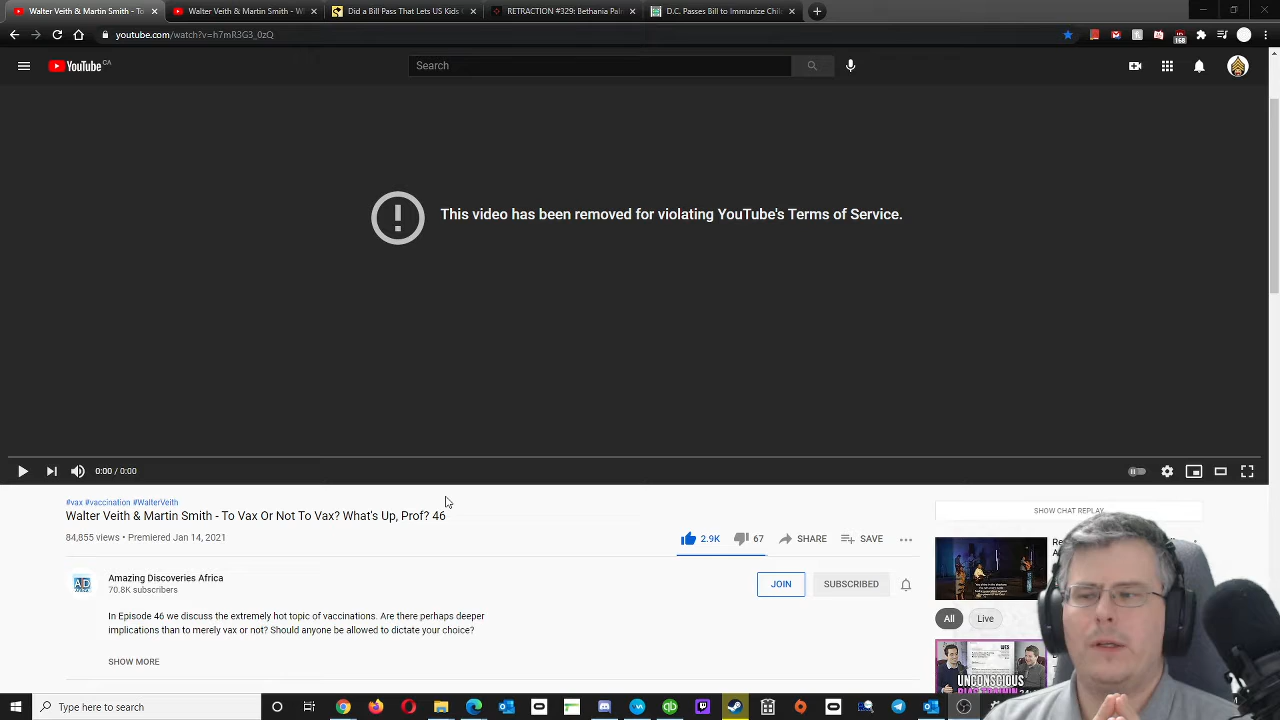 Walter Veith & Martin Smith - To
Walter Veith & Martin Smith - W
Did a Bill Pass That Lets US Kids
RETRACTION #329: Bethania Pal
D.C. Passes Bill to Immunize Chil
youtube.com/watch?v=h7mR3G3_0zQ
168
YouTube CA
Search
This video has been removed for violating YouTube's Terms of Service.
0:00 / 0:00
#vax #vaccination #WalterVeith
Walter Veith & Martin Smith - To Vax Or Not To Vax? What's Up, Prof? 46
84,855 views • Premiered Jan 14, 2021
2.9K
67
SHARE
SAVE
SHOW CHAT REPLAY
AD
Amazing Discoveries Africa
70.8K subscribers
JOIN
SUBSCRIBED
In Episode 46 we discuss the extremely hot topic of vaccinations. Are there perhaps deeper
implications than to merely vax or not? Should anyone be allowed to dictate your choice?
SHOW MORE
All
Live
UNCONSCIOUS
Type here to search